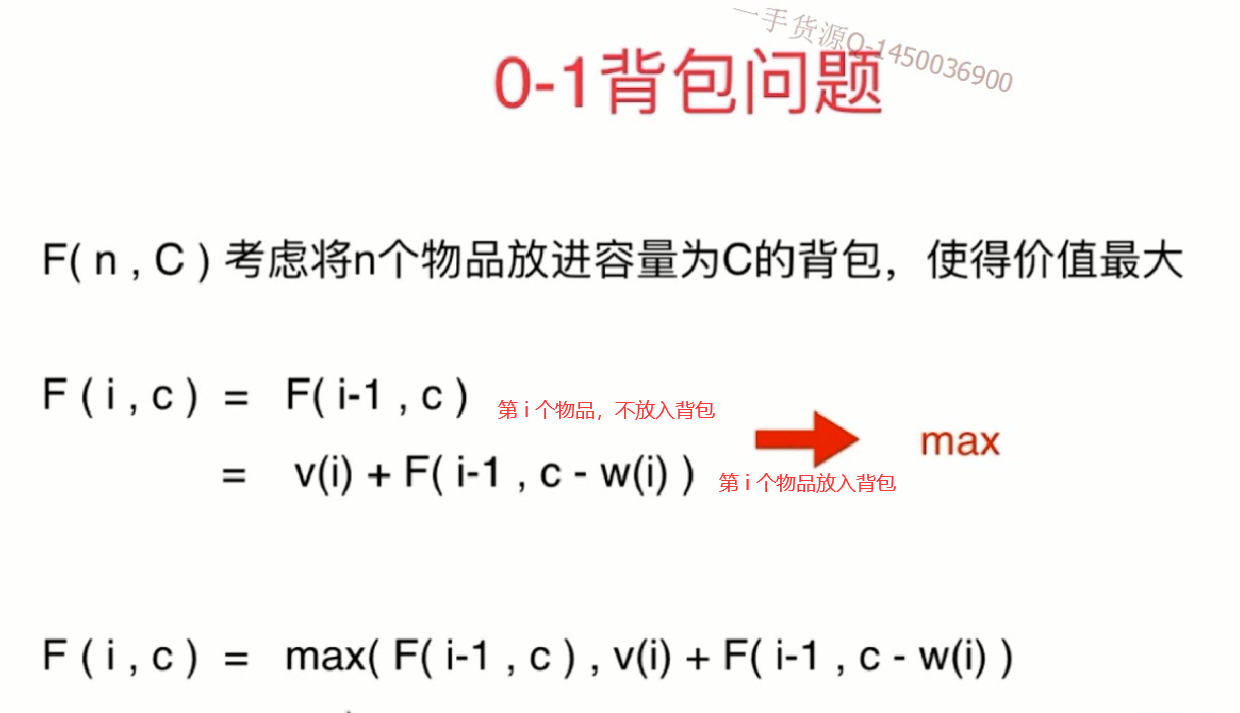 一手货源Q-1450036900
0-1背包问题
F( n , C ) 考虑将n个物品放进容量为C的背包，使得价值最大
F ( i , c ) = F( i-1 , c ) 第 i 个物品，不放入背包
max
= v(i) + F( i-1 , c - w(i) ) 第 i 个物品放入背包
F ( i , c ) = max( F( i-1 , c ) , v(i) + F( i-1 , c - w(i) )